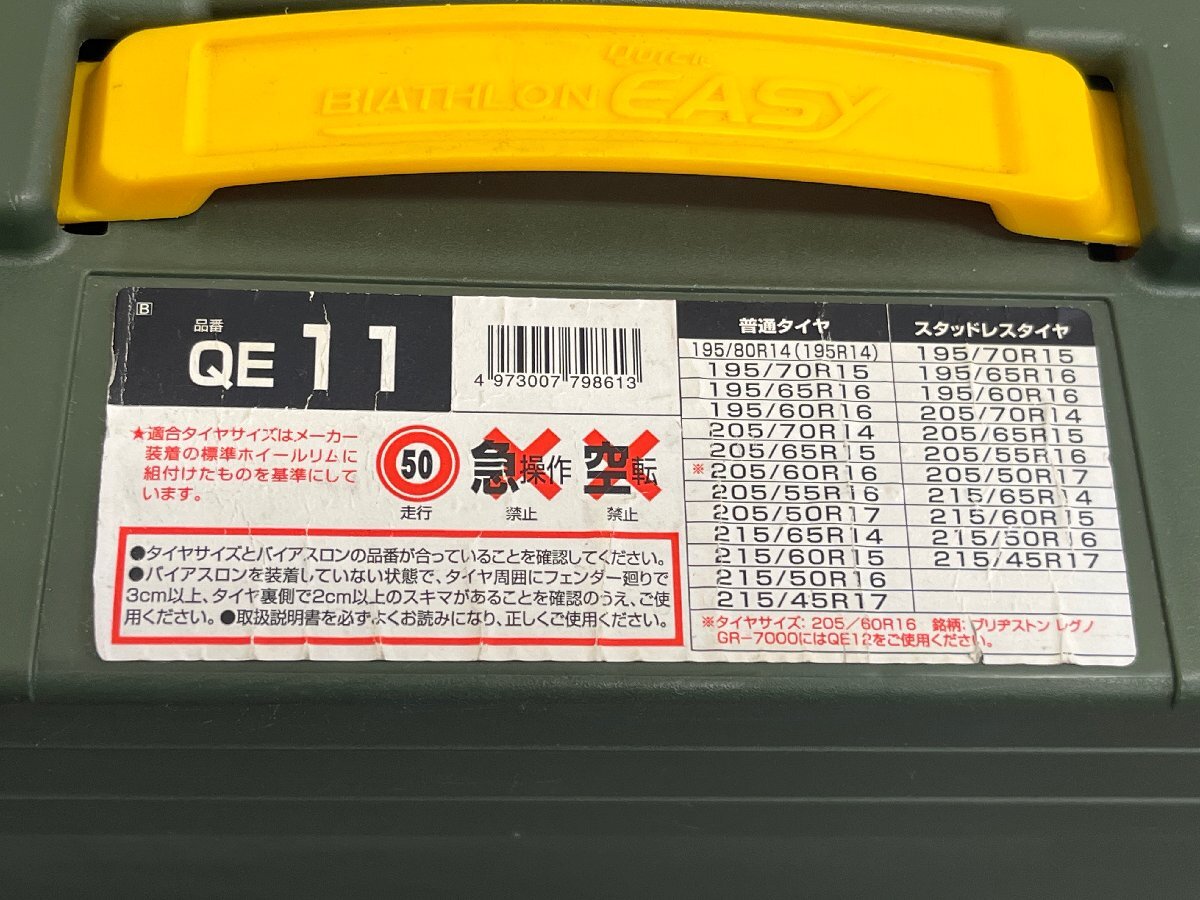 QUICK
BIATHLON EASY
B
品番
QE 11
4 973007 798613
★適合タイヤサイズはメーカー
装着の標準ホイールリムに
組付けたものを基準にして
います。
50
走行
急操作
禁止
空転
禁止
●タイヤサイズとバイアスロンの品番が合っていることを確認してください。
●バイアスロンを装着していない状態で、タイヤ周囲にフェンダー廻りで
3cm以上、タイヤ裏側で2cm以上のスキマがあることを確認のうえ、ご使
用ください。●取扱説明書を必ずよくお読みになり、正しくご使用ください。
普通タイヤ
195/80R14(195R14)
195/70R15
195/65R16
195/60R16
205/70R14
205/65R15
※205/60R16
205/55R16
205/50R17
215/65R14
215/60R15
215/50R16
215/45R17
スタッドレスタイヤ
195/70R15
195/65R16
195/60R16
205/70R14
205/65R15
205/55R16
205/50R17
215/65R14
215/60R15
215/50R16
215/45R17
※タイヤサイズ：205／60R16 銘柄：ブリヂストン レグノ
GR-7000にはQE12をご使用ください。